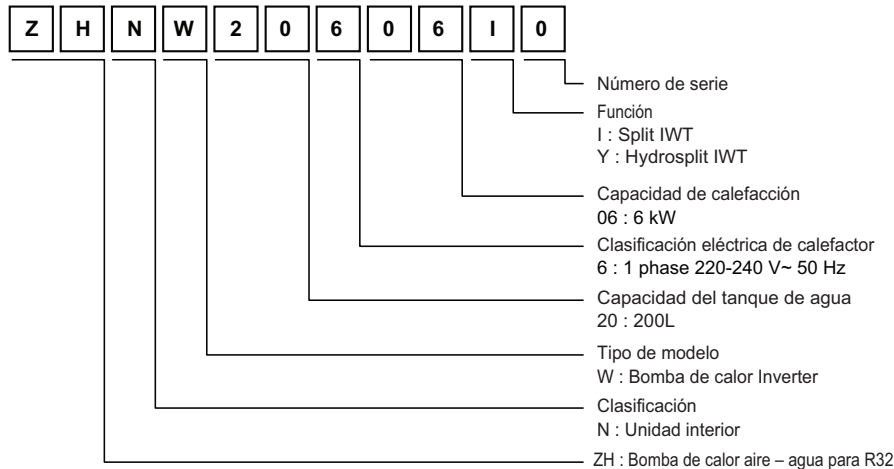 Z H N W 2 0 6 0 6 I 0
Número de serie
Función
I : Split IWT
Y : Hydrosplit IWT
Capacidad de calefacción
06 : 6 kW
Clasificación eléctrica de calefactor
6 : 1 phase 220-240 V~ 50 Hz
Capacidad del tanque de agua
20 : 200L
Tipo de modelo
W : Bomba de calor Inverter
Clasificación
N : Unidad interior
ZH : Bomba de calor aire – agua para R32